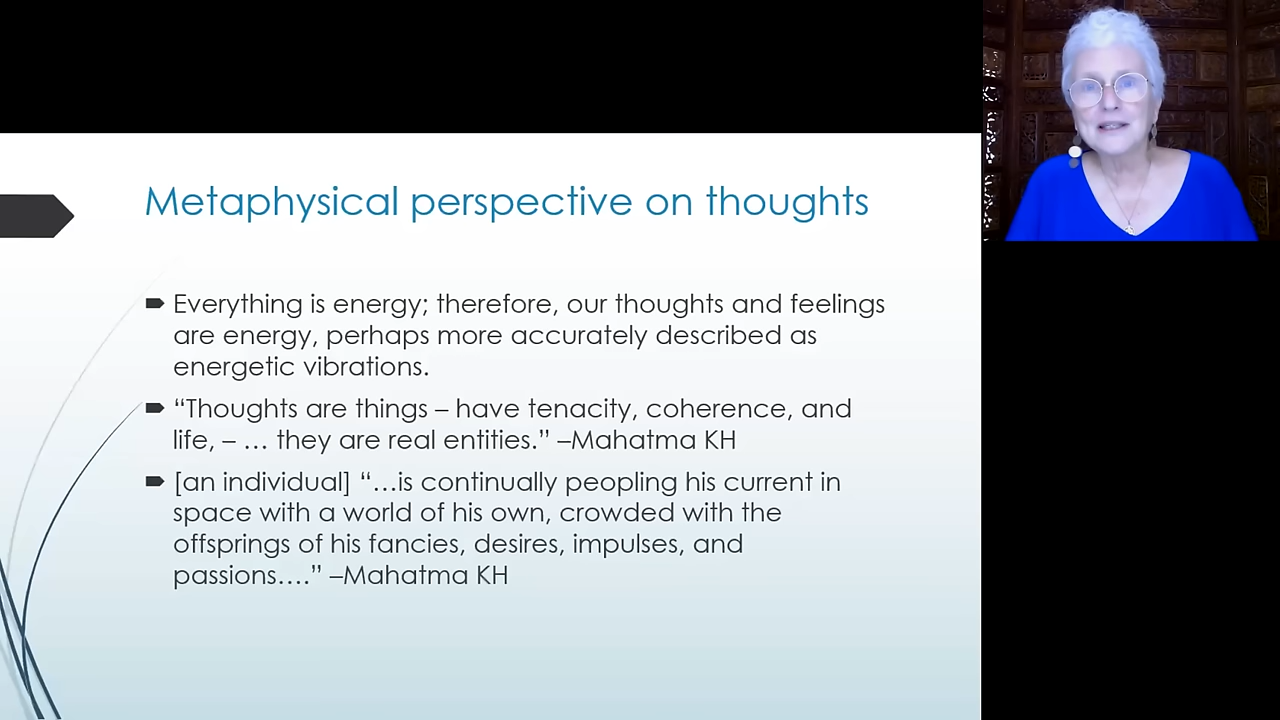 Metaphysical perspective on thoughts
Everything is energy; therefore, our thoughts and feelings
are energy, perhaps more accurately described as
energetic vibrations.
“Thoughts are things – have tenacity, coherence, and
life, – … they are real entities.” –Mahatma KH
[an individual] “…is continually peopling his current in
space with a world of his own, crowded with the
offsprings of his fancies, desires, impulses, and
passions….” –Mahatma KH